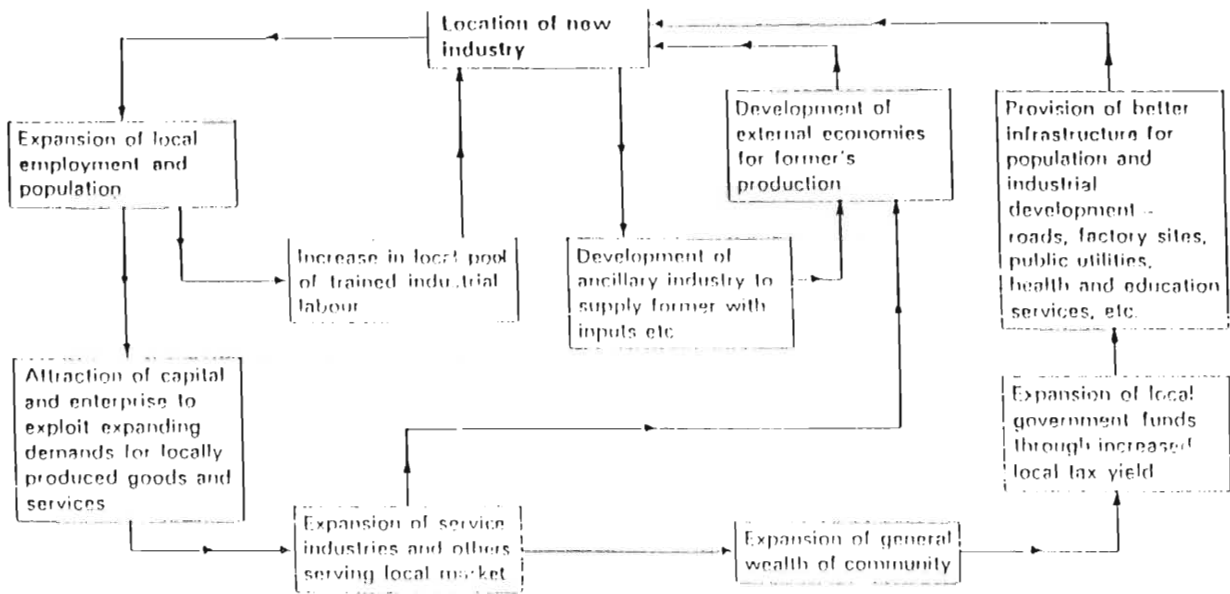 Location of new
industry
Expansion of local
employment and
population
Increase in local pool
of trained industrial
labour
Development of
ancillary industry to
supply former with
inputs etc
Development of
external economies
for former's
production
Provision of better
infrastructure for
population and
industrial
development –
roads, factory sites,
public utilities,
health and education
services, etc.
Attraction of capital
and enterprise to
exploit expanding
demands for locally
produced goods and
services
Expansion of service
industries and others
serving local market
Expansion of general
wealth of community
Expansion of local
government funds
through increased
local tax yield